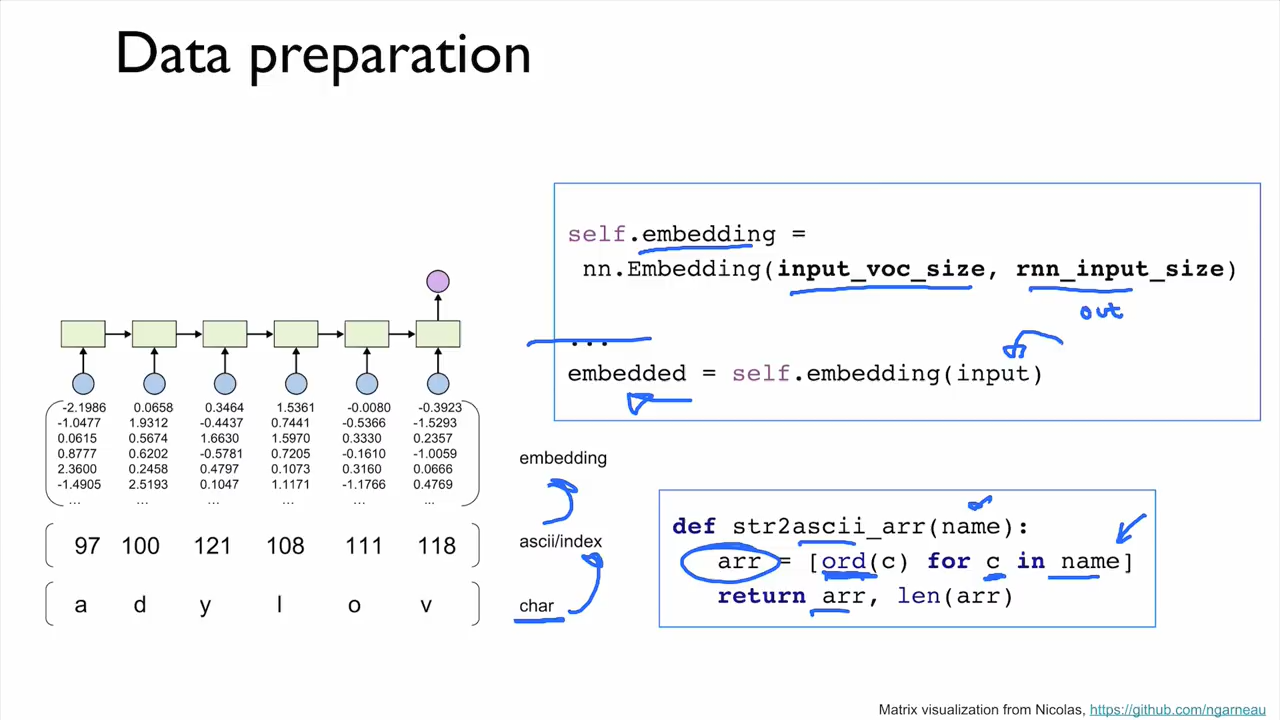 Data preparation
self.embedding =
nn.Embedding(input_voc_size, rnn_input_size)
out
...
embedded = self.embedding(input)
-2.1986 0.0658 0.3464 1.5361 -0.0080 -0.3923
-1.0477 1.9312 -0.4437 0.7441 -0.5366 -1.5293
0.0615 0.5674 1.6630 1.5970 0.3330 0.2357
0.8777 0.6202 -0.5781 0.7205 -0.1610 -1.0059
2.3600 0.2458 0.4797 0.1073 0.3160 0.0666
-1.4905 2.5193 0.1047 1.1171 -1.1766 0.4769
... ... ... ... ... ...
embedding
97 100 121 108 111 118
ascii/index
a d y l o v
char
def str2ascii_arr(name):
arr = [ord(c) for c in name]
return arr, len(arr)
Matrix visualization from Nicolas, https://github.com/ngarneau